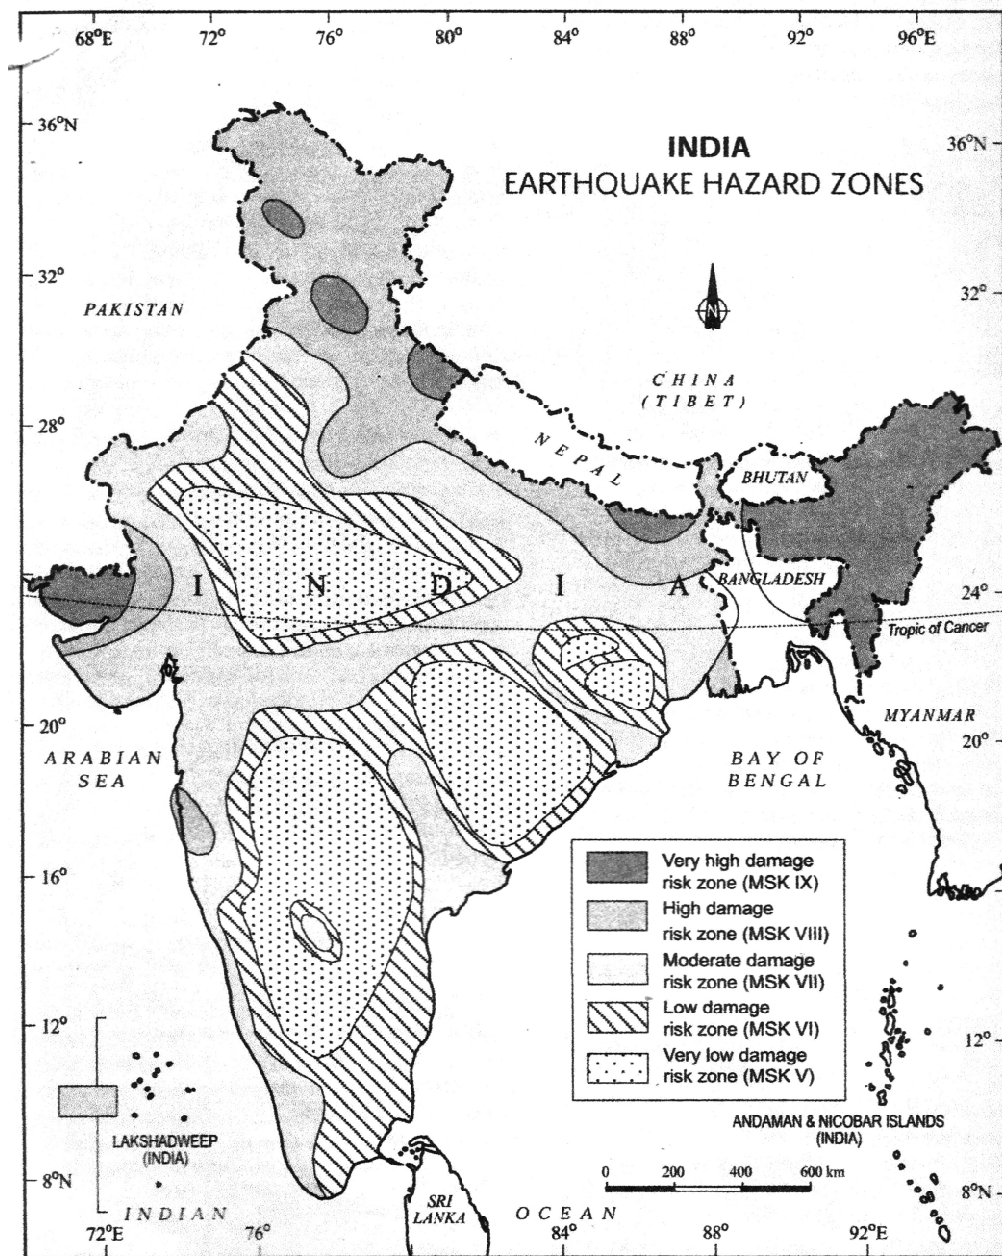 68°E 72° 76° 80° 84° 88° 92° 96°E
36°N 36°N
INDIA
EARTHQUAKE HAZARD ZONES
32° 32°
PAKISTAN
N
CHINA
(TIBET)
28° 28°
NEPAL
BHUTAN
I N D I A
BANGLADESH
24°
Tropic of Cancer
MYANMAR
20° 20°
ARABIAN
SEA
BAY OF
BENGAL
16°
Very high damage
risk zone (MSK IX)
High damage
risk zone (MSK VIII)
Moderate damage
risk zone (MSK VII)
Low damage
risk zone (MSK VI)
Very low damage
risk zone (MSK V)
12° 12°
LAKSHADWEEP
(INDIA)
ANDAMAN & NICOBAR ISLANDS
(INDIA)
0 200 400 600 km
8°N 8°N
SRI
LANKA
INDIAN OCEAN
72°E 76° 84° 88° 92°E